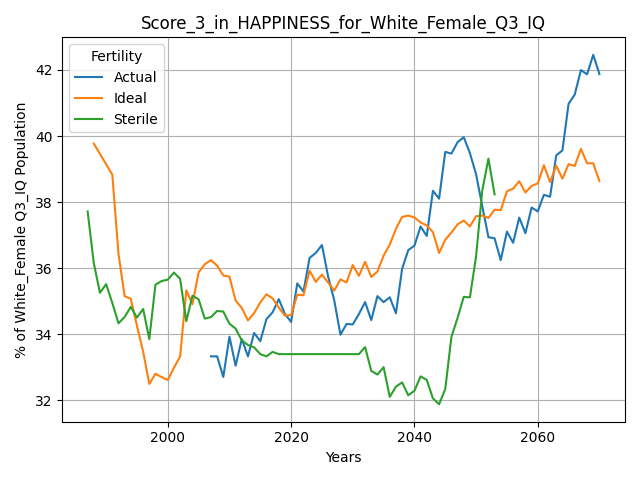 Score_3_in_HAPPINESS_for_White_Female_Q3_IQ
Fertility
Actual
Ideal
Sterile
% of White_Female Q3_IQ Population
42
40
38
36
34
32
2000
2020
2040
2060
Years